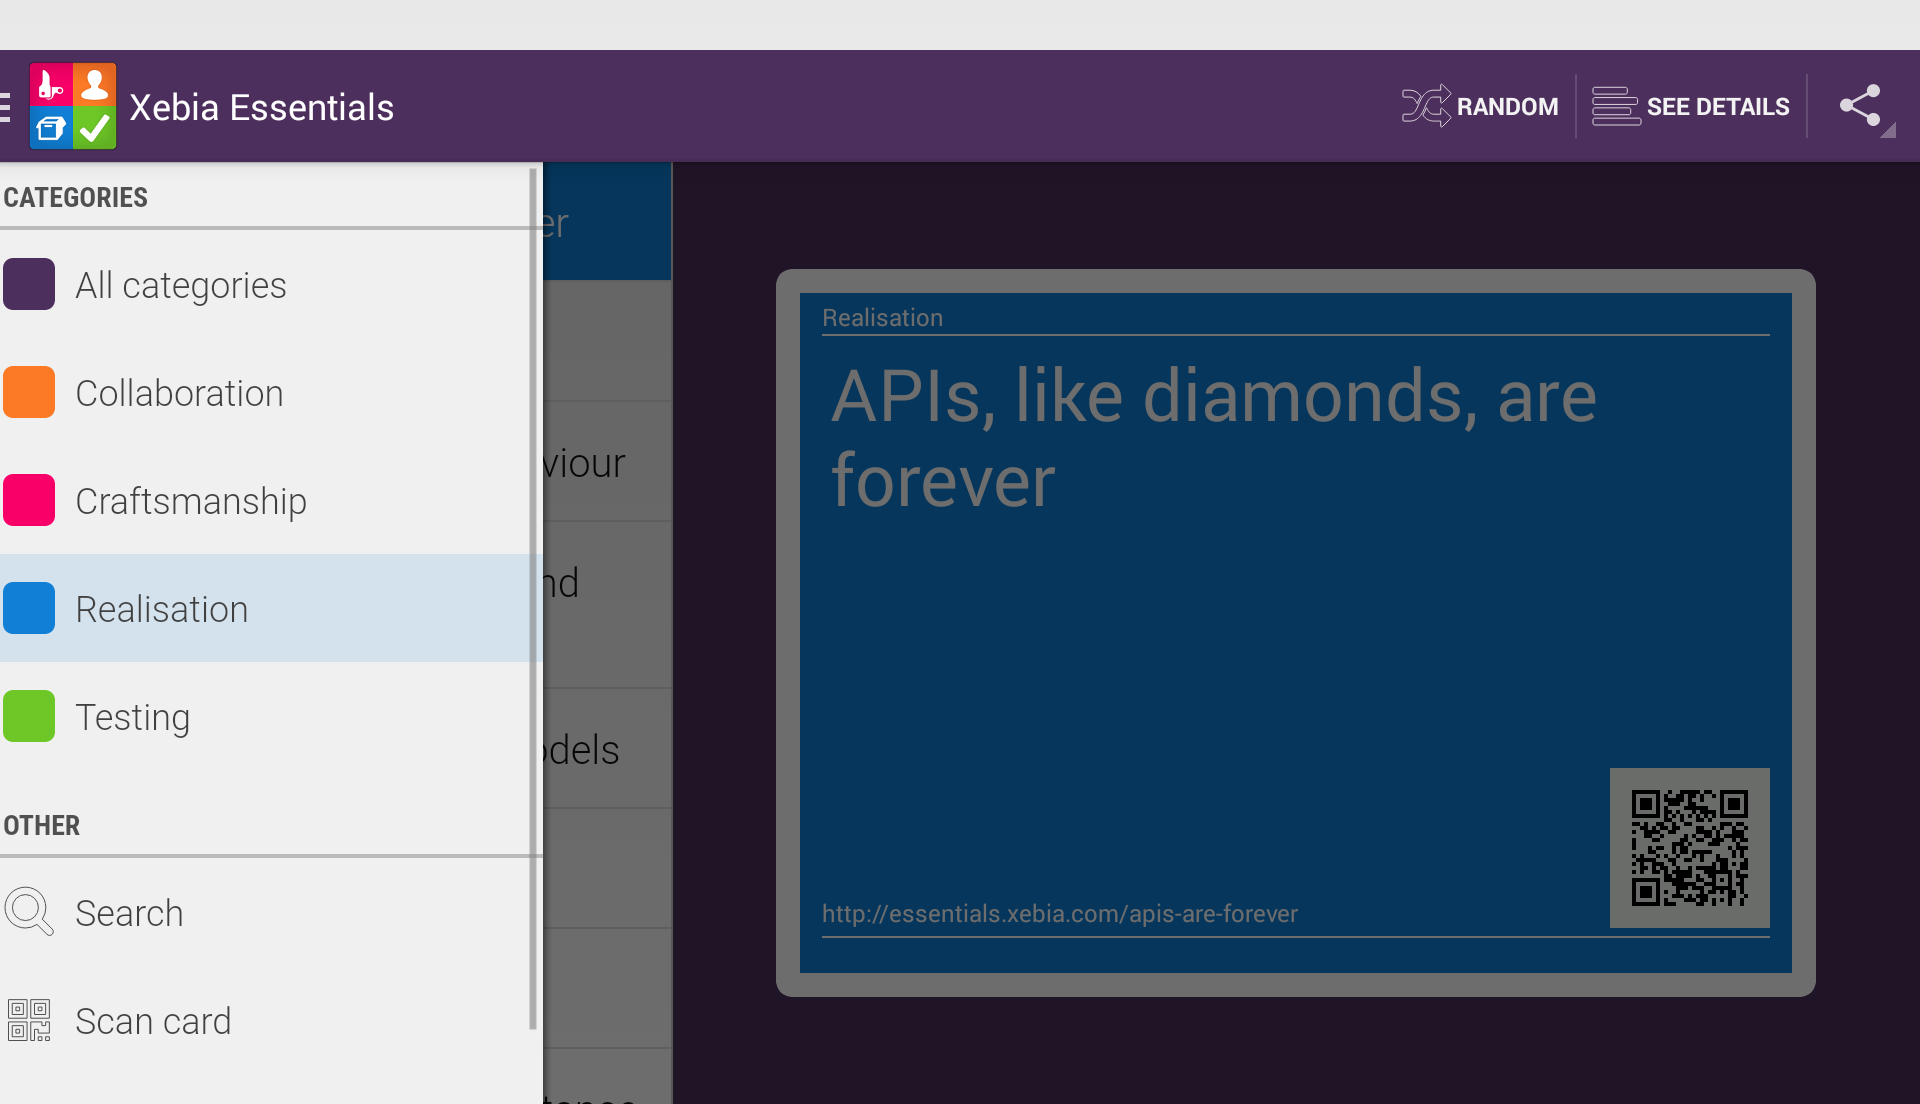 Xebia Essentials
RANDOM
SEE DETAILS
CATEGORIES
All categories
Collaboration
Craftsmanship
Realisation
Testing
OTHER
Search
Scan card
er
viour
nd
odels
Realisation
APIs, like diamonds, are
forever
http://essentials.xebia.com/apis-are-forever